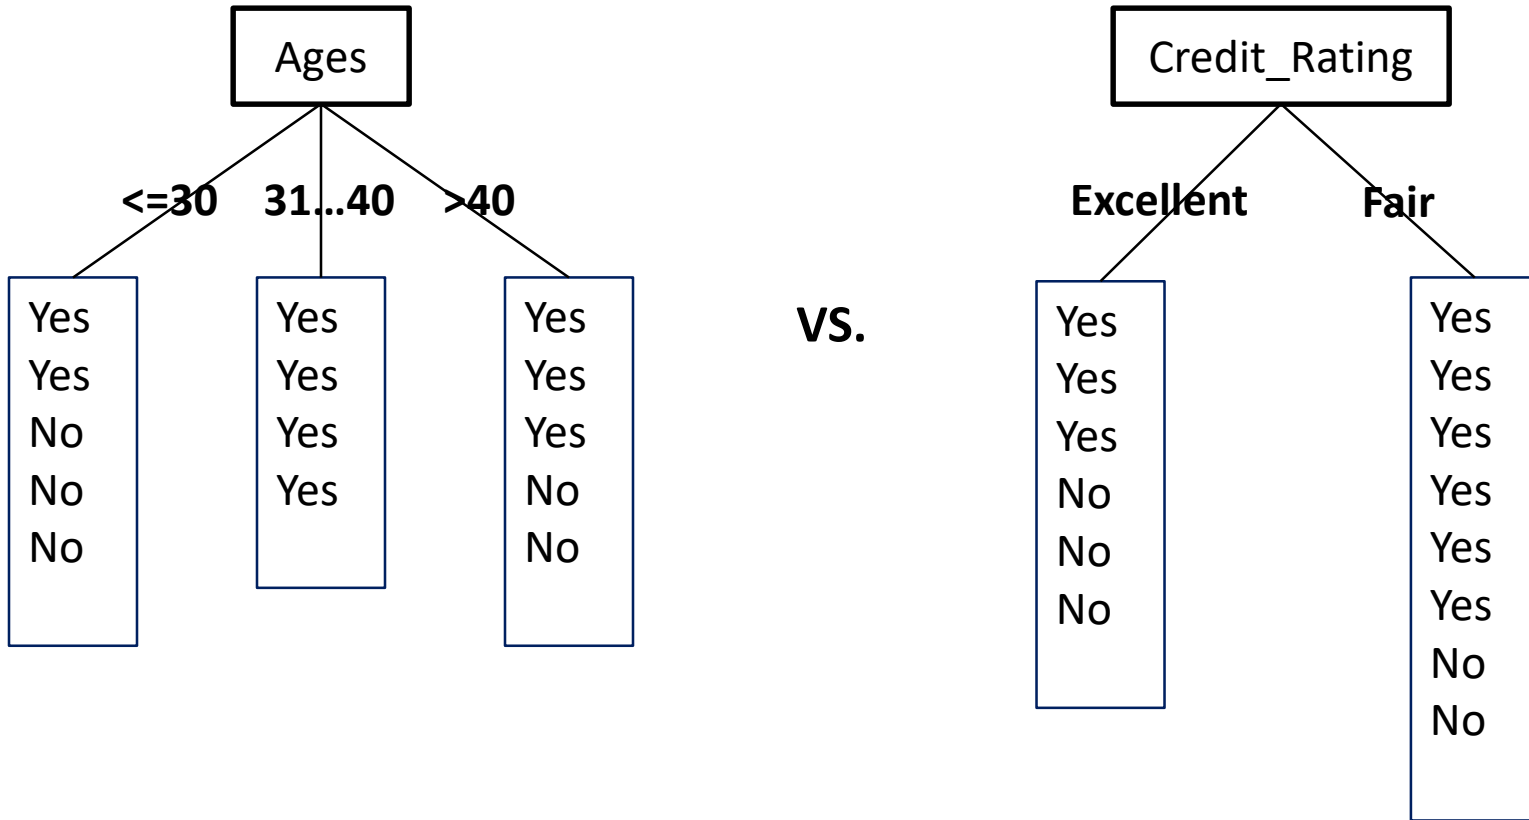 Ages
<=30 31...40 >40
Yes
Yes
No
No
No
Yes
Yes
Yes
Yes
Yes
Yes
Yes
No
No
VS.
Credit_Rating
Excellent Fair
Yes
Yes
Yes
No
No
No
Yes
Yes
Yes
Yes
Yes
Yes
No
No